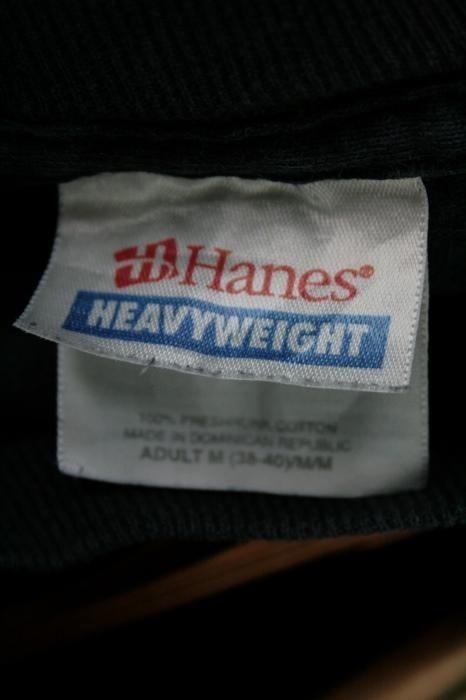 Hanes®
HEAVYWEIGHT
100% PRESHRUNK COTTON
MADE IN DOMINICAN REPUBLIC
ADULT M (38-40)/M/M